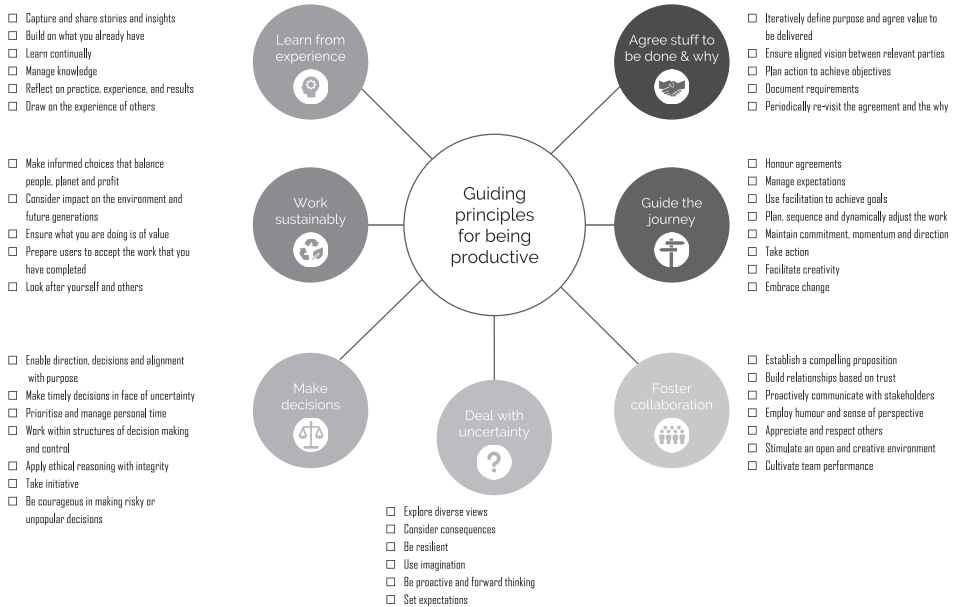 Guiding
principles
for being
productive
Learn from
experience
☐ Capture and share stories and insights
☐ Build on what you already have
☐ Learn continually
☐ Manage knowledge
☐ Reflect on practice, experience, and results
☐ Draw on the experience of others
Agree stuff to
be done & why
☐ Iteratively define purpose and agree value to
be delivered
☐ Ensure aligned vision between relevant parties
☐ Plan action to achieve objectives
☐ Document requirements
☐ Periodically re-visit the agreement and the why
Work
sustainably
☐ Make informed choices that balance
people, planet and profit
☐ Consider impact on the environment and
future generations
☐ Ensure what you are doing is of value
☐ Prepare users to accept the work that you
have completed
☐ Look after yourself and others
Guide the
journey
☐ Honour agreements
☐ Manage expectations
☐ Use facilitation to achieve goals
☐ Plan, sequence and dynamically adjust the work
☐ Maintain commitment, momentum and direction
☐ Take action
☐ Facilitate creativity
☐ Embrace change
Make
decisions
☐ Enable direction, decisions and alignment
with purpose
☐ Make timely decisions in face of uncertainty
☐ Prioritise and manage personal time
☐ Work within structures of decision making
and control
☐ Apply ethical reasoning with integrity
☐ Take initiative
☐ Be courageous in making risky or
unpopular decisions
Deal with
uncertainty
?
☐ Explore diverse views
☐ Consider consequences
☐ Be resilient
☐ Use imagination
☐ Be proactive and forward thinking
☐ Set expectations
Foster
collaboration
☐ Establish a compelling proposition
☐ Build relationships based on trust
☐ Proactively communicate with stakeholders
☐ Employ humour and sense of perspective
☐ Appreciate and respect others
☐ Stimulate an open and creative environment
☐ Cultivate team performance